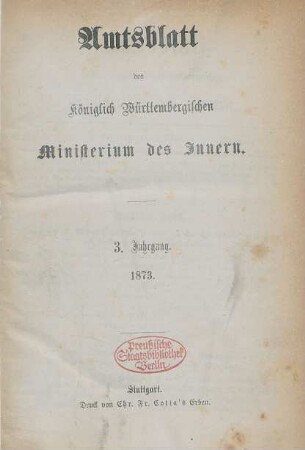 Amtsblatt
des
Königlich Württembergischen
Ministerium des Innern.
3. Jahrgang.
1873.
Preußische
Staatsbibliothek
Berlin
Stuttgart.
Druck von Chr. Fr. Cotta's Erben.